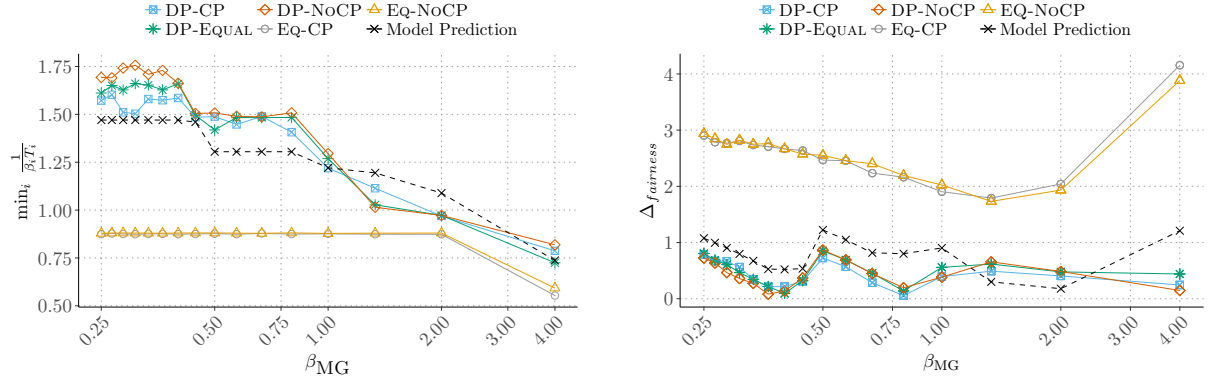 DP-CP DP-NoCP Eq-NoCP
DP-Equal Eq-CP Model Prediction
1.75
1.50
1.25
1.00
0.75
0.50
min_i 1/(β_i T_i)
0.25 0.50 0.75 1.00 2.00 4.00
β_MG
DP-CP DP-NoCP Eq-NoCP
DP-Equal Eq-CP Model Prediction
4
3
2
1
0
Δ_fairness
0.25 0.50 0.75 1.00 2.00 3.00 4.00
β_MG